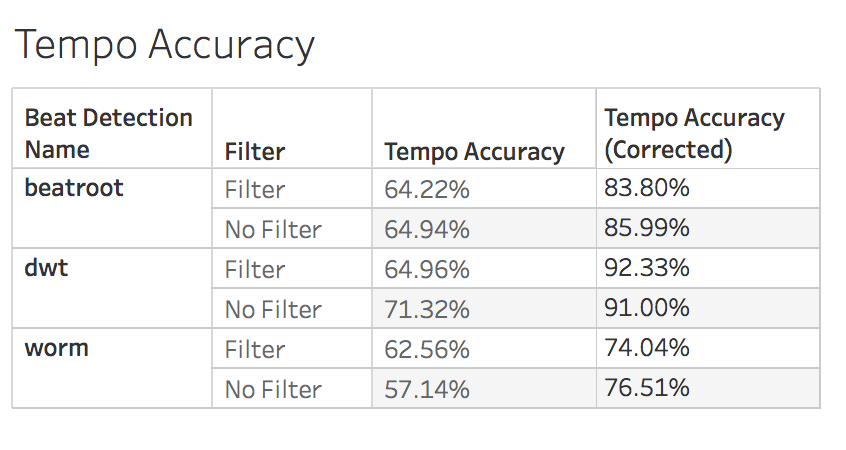 Tempo Accuracy
Beat Detection Name Filter Tempo Accuracy Tempo Accuracy (Corrected)
beatroot Filter 64.22% 83.80%
No Filter 64.94% 85.99%
dwt Filter 64.96% 92.33%
No Filter 71.32% 91.00%
worm Filter 62.56% 74.04%
No Filter 57.14% 76.51%